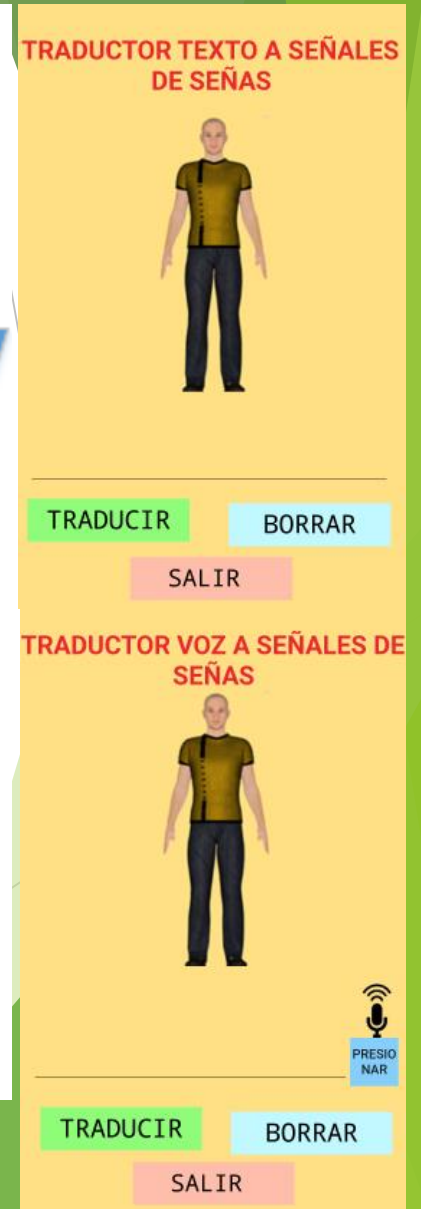 TRADUCTOR TEXTO A SEÑALES
DE SEÑAS
TRADUCIR
BORRAR
SALIR
TRADUCTOR VOZ A SEÑALES DE
SEÑAS
PRESIO
NAR
TRADUCIR
BORRAR
SALIR